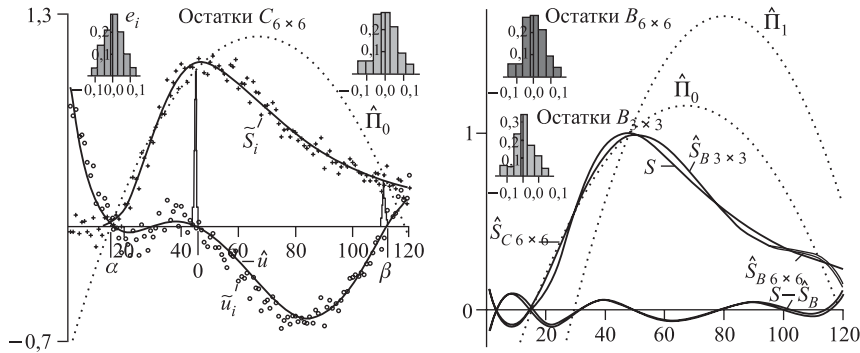 1,3
0,2
0,1
e_i
−0,1 0,0 0,1
Остатки C_{6×6}
0,2
0,1
−0,1 0,0 0,1
Π̂_0
S̃_i
20 40 60 80 100 120
α 0 β
û
ũ_i
−0,7
Остатки B_{6×6}
0,2
0,1
−0,1 0,0 0,1
Π̂_1
Π̂_0
Остатки B_{3×3}
0,3
0,2
0,1
−0,1 0,0 0,1
1
S
Ŝ_{B 3×3}
Ŝ_{C 6×6}
Ŝ_{B 6×6}
S−Ŝ_B
0
20 40 60 80 100 120